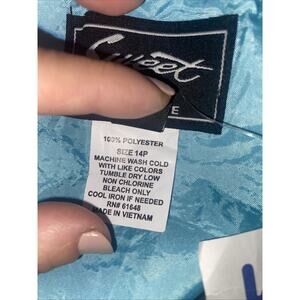 Sweet
100% POLYESTER
SIZE 14P
MACHINE WASH COLD
WITH LIKE COLORS
TUMBLE DRY LOW
NON CHLORINE
BLEACH ONLY
COOL IRON IF NEEDED
RN# 61648
MADE IN VIETNAM